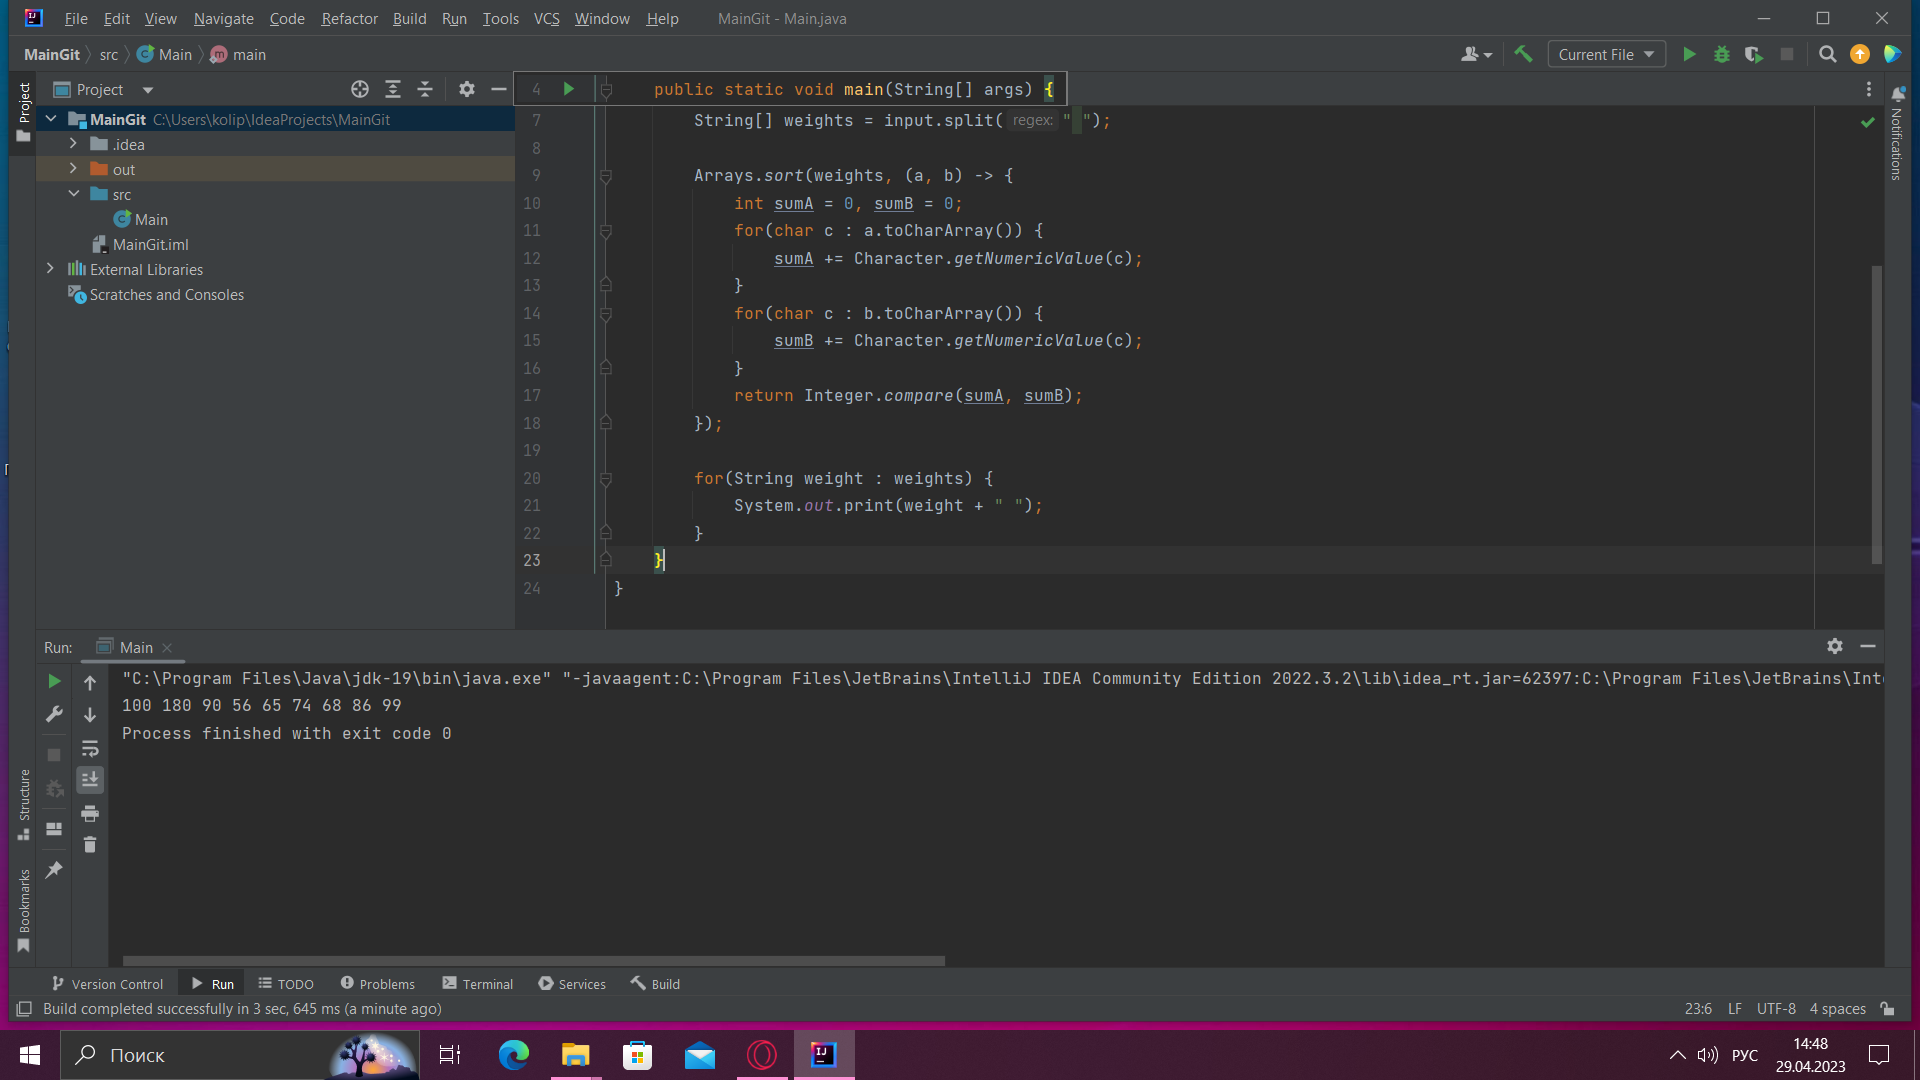 File Edit View Navigate Code Refactor Build Run Tools VCS Window Help MainGit - Main.java
MainGit src Main main Current File
Project
Project
MainGit C:\Users\kolip\IdeaProjects\MainGit
.idea
out
src
Main
MainGit.iml
External Libraries
Scratches and Consoles
4 public static void main(String[] args) {
7 String[] weights = input.split( regex: " ");
8
9 Arrays.sort(weights, (a, b) -> {
10 int sumA = 0, sumB = 0;
11 for(char c : a.toCharArray()) {
12 sumA += Character.getNumericValue(c);
13 }
14 for(char c : b.toCharArray()) {
15 sumB += Character.getNumericValue(c);
16 }
17 return Integer.compare(sumA, sumB);
18 });
19
20 for(String weight : weights) {
21 System.out.print(weight + " ");
22 }
23 }
24 }
Notifications
Run: Main
"C:\Program Files\Java\jdk-19\bin\java.exe" "-javaagent:C:\Program Files\JetBrains\IntelliJ IDEA Community Edition 2022.3.2\lib\idea_rt.jar=62397:C:\Program Files\JetBrains\Int
100 180 90 56 65 74 68 86 99
Process finished with exit code 0
Structure
Bookmarks
Version Control Run TODO Problems Terminal Services Build
Build completed successfully in 3 sec, 645 ms (a minute ago) 23:6 LF UTF-8 4 spaces
Поиск РУС 14:48
29.04.2023